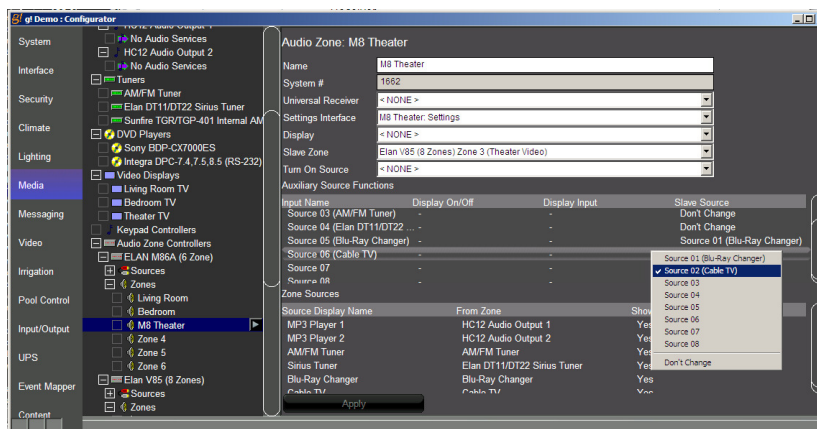 g! Demo : Configurator
System
Interface
Security
Climate
Lighting
Media
Messaging
Video
Irrigation
Pool Control
Input/Output
UPS
Event Mapper
Content
HC12 Audio Output 1
No Audio Services
HC12 Audio Output 2
No Audio Services
Tuners
AM/FM Tuner
Elan DT11/DT22 Sirius Tuner
Sunfire TGR/TGP-401 Internal AM
DVD Players
Sony BDP-CX7000ES
Integra DPC-7.4,7.5,8.5 (RS-232)
Video Displays
Living Room TV
Bedroom TV
Theater TV
Keypad Controllers
Audio Zone Controllers
ELAN M86A (6 Zone)
Sources
Zones
Living Room
Bedroom
M8 Theater
Zone 4
Zone 5
Zone 6
Elan V85 (8 Zones)
Sources
Zones
Audio Zone: M8 Theater
Name M8 Theater
System # 1662
Universal Receiver < NONE >
Settings Interface M8 Theater: Settings
Display < NONE >
Slave Zone Elan V85 (8 Zones) Zone 3 (Theater Video)
Turn On Source < NONE >
Auxiliary Source Functions
Input Name Display On/Off Display Input Slave Source
Source 03 (AM/FM Tuner) - - Don't Change
Source 04 (Elan DT11/DT22 ... - - Don't Change
Source 05 (Blu-Ray Changer) - - Source 01 (Blu-Ray Changer)
Source 06 (Cable TV) - -
Source 07 - -
Source 08 - -
Source 01 (Blu-Ray Changer)
Source 02 (Cable TV)
Source 03
Source 04
Source 05
Source 06
Source 07
Source 08
Don't Change
Zone Sources
Source Display Name From Zone Show
MP3 Player 1 HC12 Audio Output 1 Yes
MP3 Player 2 HC12 Audio Output 2 Yes
AM/FM Tuner AM/FM Tuner Yes
Sirius Tuner Elan DT11/DT22 Sirius Tuner Yes
Blu-Ray Changer Blu-Ray Changer Yes
Cable TV Cable TV Yes
Apply